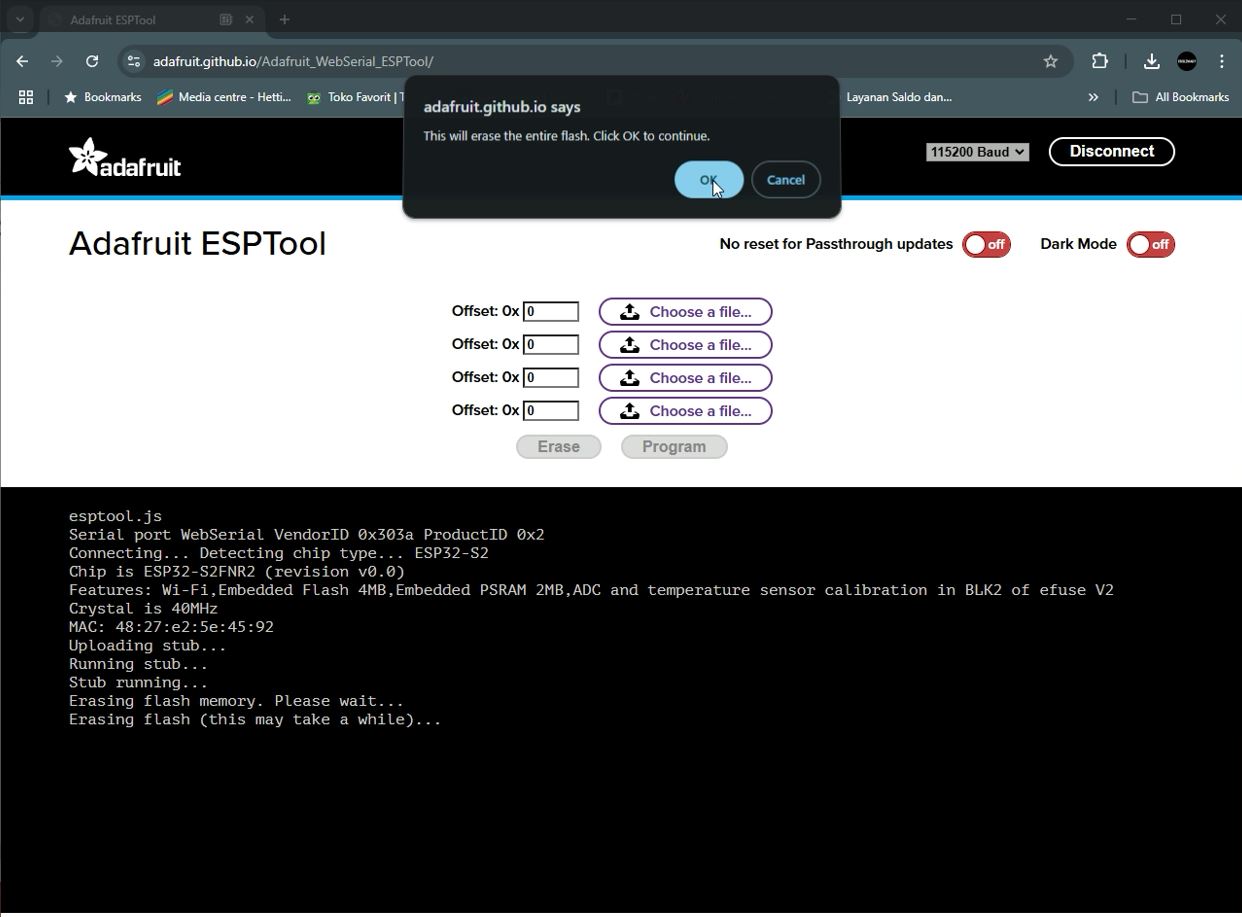 Adafruit ESPTool
adafruit.github.io/Adafruit_WebSerial_ESPTool/
Bookmarks
Media centre - Hetti...
Toko Favorit | T
Layanan Saldo dan...
All Bookmarks
adafruit.github.io says
This will erase the entire flash. Click OK to continue.
OK
Cancel
adafruit
115200 Baud
Disconnect
Adafruit ESPTool
No reset for Passthrough updates
off
Dark Mode
off
Offset: 0x 0 Choose a file...
Offset: 0x 0 Choose a file...
Offset: 0x 0 Choose a file...
Offset: 0x 0 Choose a file...
Erase
Program
esptool.js
Serial port WebSerial VendorID 0x303a ProductID 0x2
Connecting... Detecting chip type... ESP32-S2
Chip is ESP32-S2FNR2 (revision v0.0)
Features: Wi-Fi,Embedded Flash 4MB,Embedded PSRAM 2MB,ADC and temperature sensor calibration in BLK2 of efuse V2
Crystal is 40MHz
MAC: 48:27:e2:5e:45:92
Uploading stub...
Running stub...
Stub running...
Erasing flash memory. Please wait...
Erasing flash (this may take a while)...